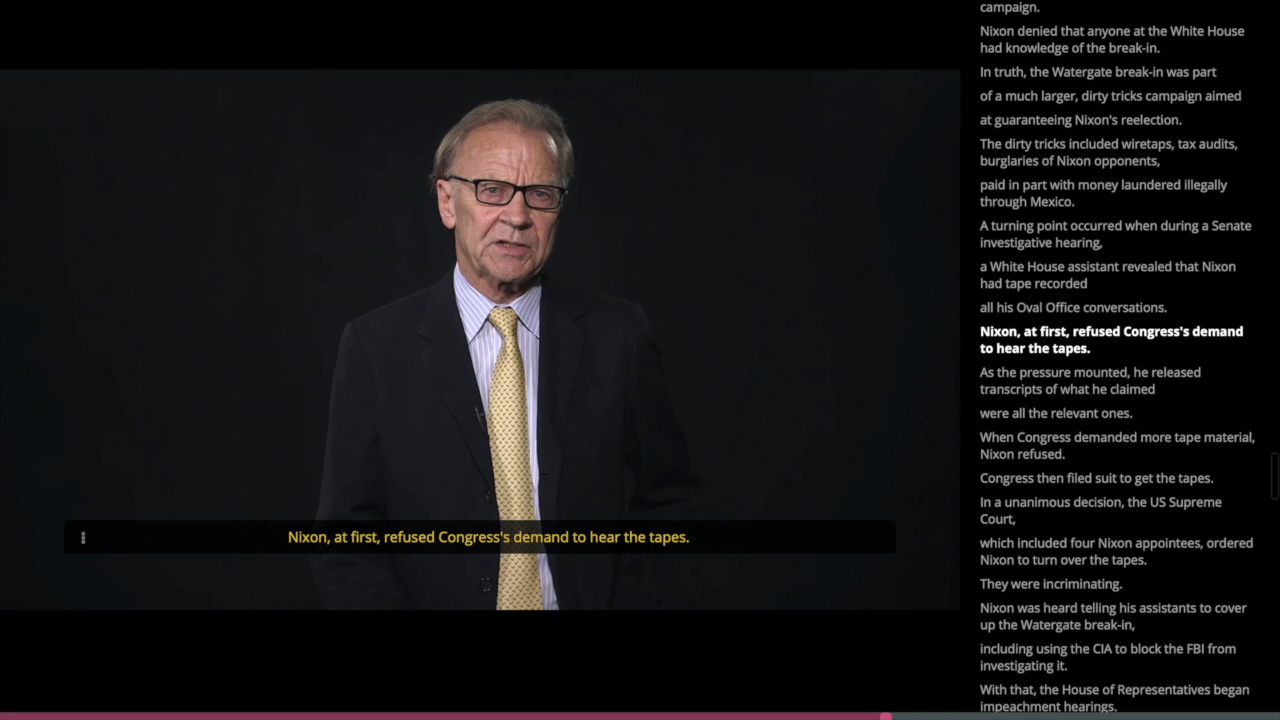 campaign.
Nixon denied that anyone at the White House
had knowledge of the break-in.
In truth, the Watergate break-in was part
of a much larger, dirty tricks campaign aimed
at guaranteeing Nixon's reelection.
The dirty tricks included wiretaps, tax audits,
burglaries of Nixon opponents,
paid in part with money laundered illegally
through Mexico.
A turning point occurred when during a Senate
investigative hearing,
a White House assistant revealed that Nixon
had tape recorded
all his Oval Office conversations.
Nixon, at first, refused Congress's demand
to hear the tapes.
As the pressure mounted, he released
transcripts of what he claimed
were all the relevant ones.
When Congress demanded more tape material,
Nixon refused.
Congress then filed suit to get the tapes.
In a unanimous decision, the US Supreme
Court,
which included four Nixon appointees, ordered
Nixon to turn over the tapes.
They were incriminating.
Nixon was heard telling his assistants to cover
up the Watergate break-in,
including using the CIA to block the FBI from
investigating it.
With that, the House of Representatives began
impeachment hearings.
Nixon, at first, refused Congress's demand to hear the tapes.